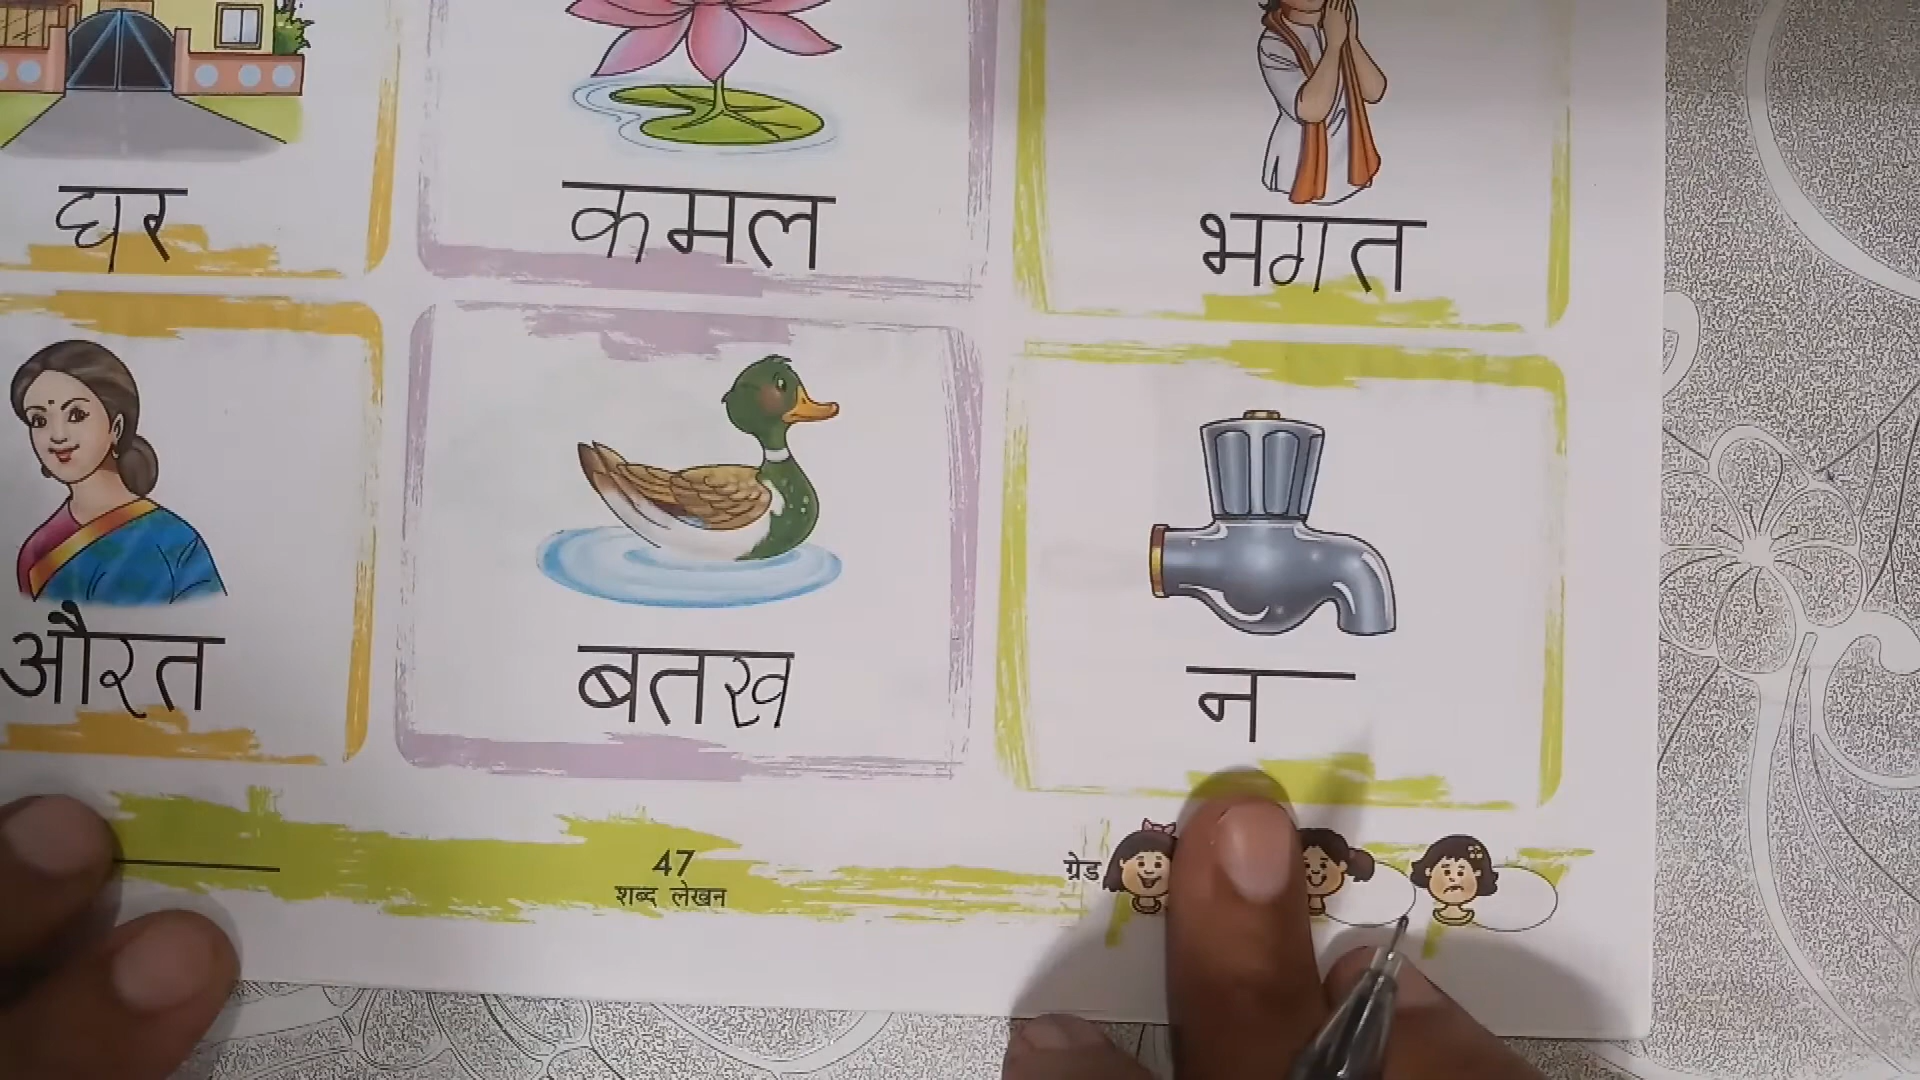 घर
कमल
भगत
औरत
बतख
न
47
शब्द लेखन
ग्रेड